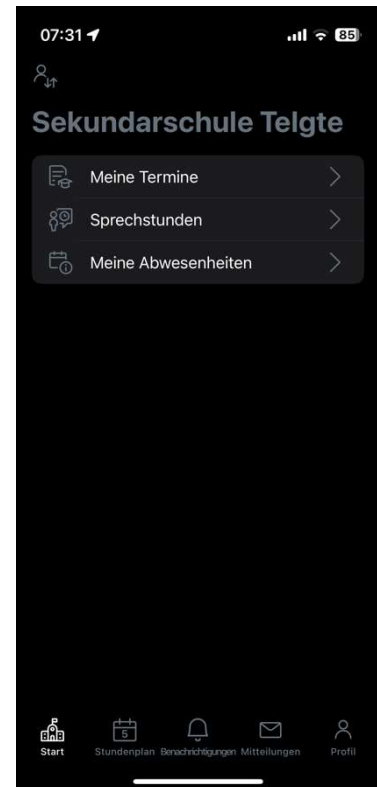 07:31
85
Sekundarschule Telgte
Meine Termine
Sprechstunden
Meine Abwesenheiten
5
Start Stundenplan Benachrichtigungen Mitteilungen Profil